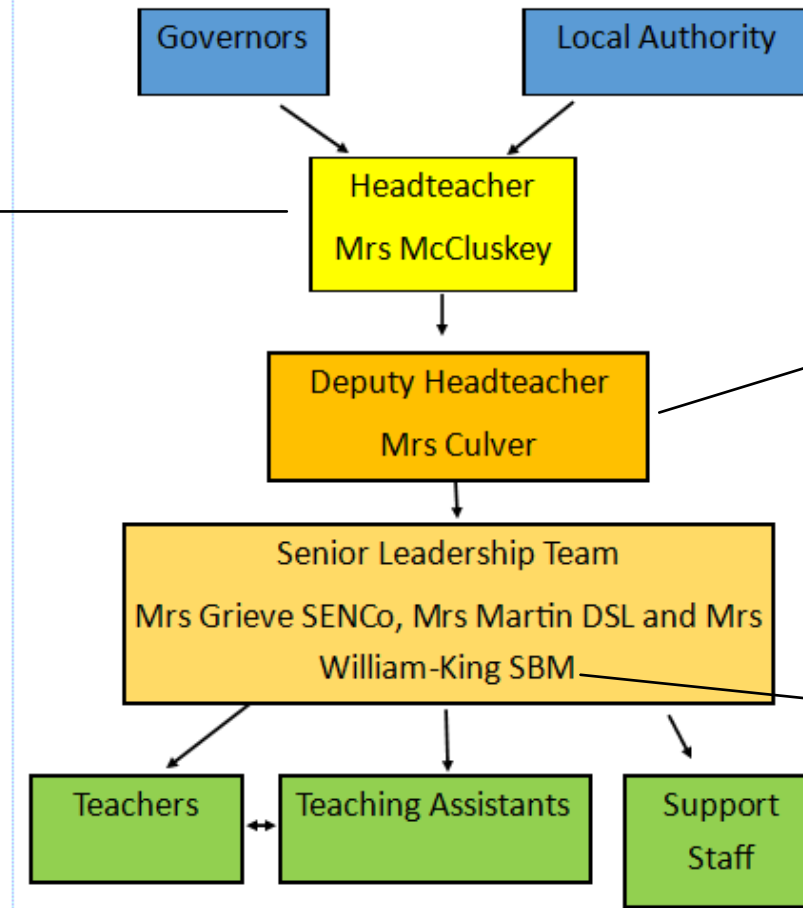 Governors
Local Authority
Headteacher
Mrs McCluskey
Deputy Headteacher
Mrs Culver
Senior Leadership Team
Mrs Grieve SENCo, Mrs Martin DSL and Mrs
William-King SBM
Teachers
Teaching Assistants
Support
Staff